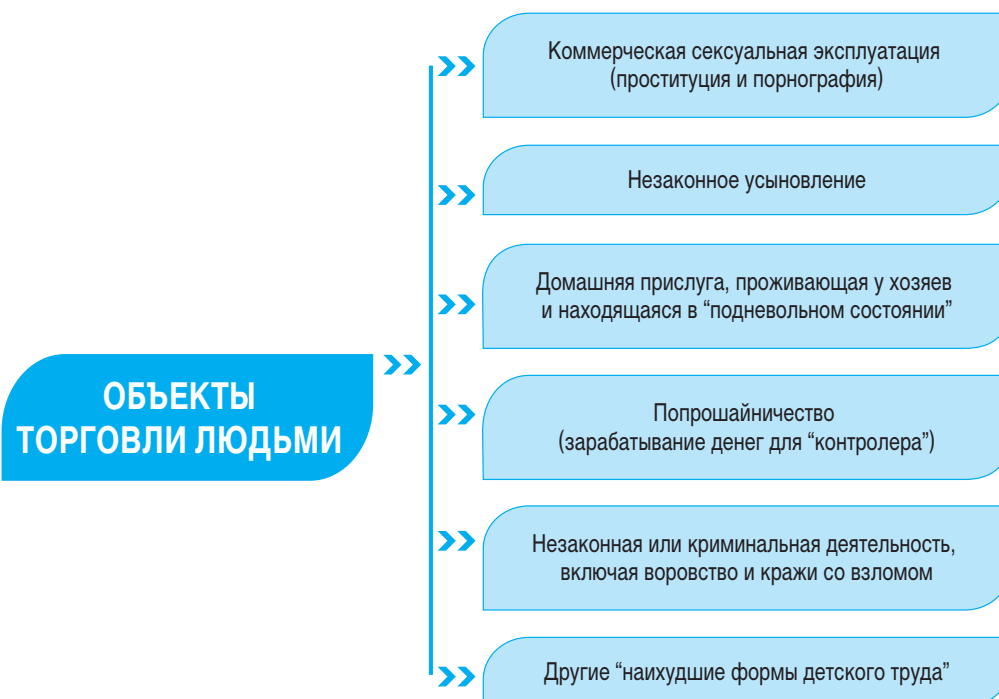 Коммерческая сексуальная эксплуатация
(проституция и порнография)
Незаконное усыновление
Домашняя прислуга, проживающая у хозяев
и находящаяся в “подневольном состоянии”
ОБЪЕКТЫ
ТОРГОВЛИ ЛЮДЬМИ
Попрошайничество
(зарабатывание денег для “контролера”)
Незаконная или криминальная деятельность,
включая воровство и кражи со взломом
Другие “наихудшие формы детского труда”